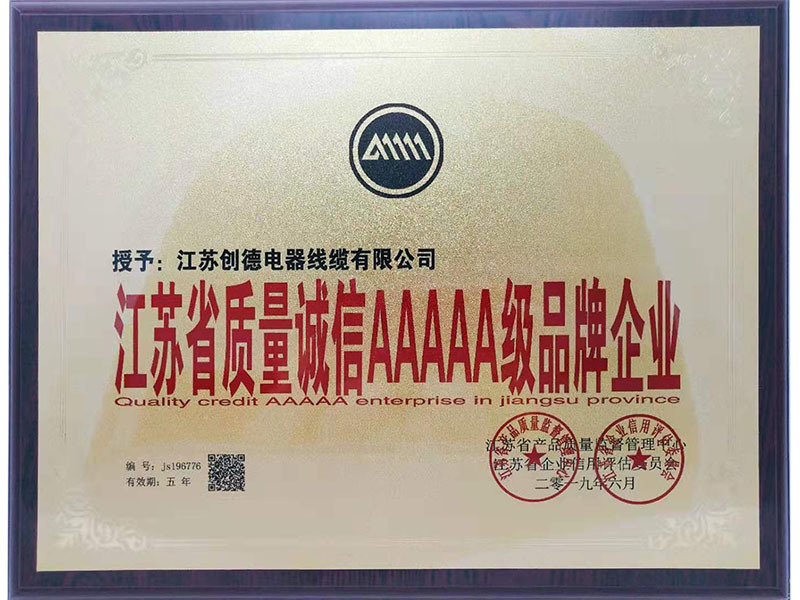 授予：江苏创德电器线缆有限公司
江苏省质量诚信AAAAA级品牌企业
Quality credit AAAAA enterprise in jiangsu province
编 号：js196776
有效期：五 年
江苏省产品质量监督管理中心
江苏省企业信用评估委员会
二零一九年六月